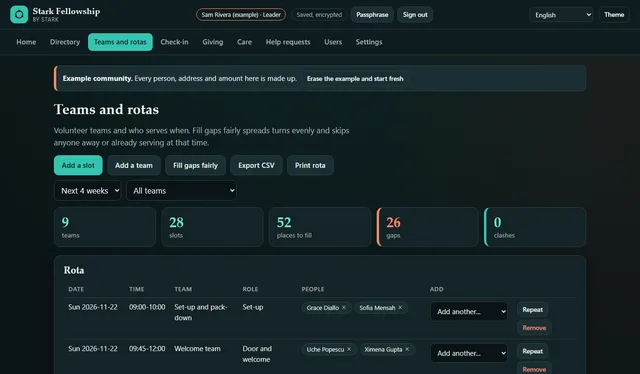 Stark Fellowship
BY STARK
Sam Rivera (example) · Leader
Saved, encrypted
Passphrase
Sign out
English
Theme
Home
Directory
Teams and rotas
Check-in
Giving
Care
Help requests
Users
Settings
Example community. Every person, address and amount here is made up.
Erase the example and start fresh
Teams and rotas
Volunteer teams and who serves when. Fill gaps fairly spreads turns evenly and skips
anyone away or already serving at that time.
Add a slot
Add a team
Fill gaps fairly
Export CSV
Print rota
Next 4 weeks
All teams
9
teams
28
slots
52
places to fill
26
gaps
0
clashes
Rota
DATE TIME TEAM ROLE PEOPLE ADD
Sun 2026-11-22 09:00-10:00 Set-up and pack-down Set-up Grace Diallo × Sofia Mensah × Add another... Repeat
Remove
Sun 2026-11-22 09:45-12:00 Welcome team Door and welcome Uche Popescu × Ximena Gupta × Add another... Repeat
Remove